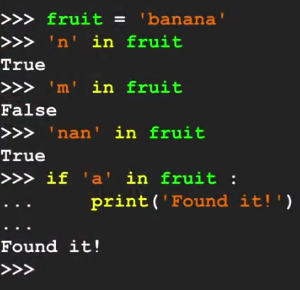 >>> fruit = 'banana'
>>> 'n' in fruit
True
>>> 'm' in fruit
False
>>> 'nan' in fruit
True
>>> if 'a' in fruit :
...     print('Found it!')
...
Found it!
>>>